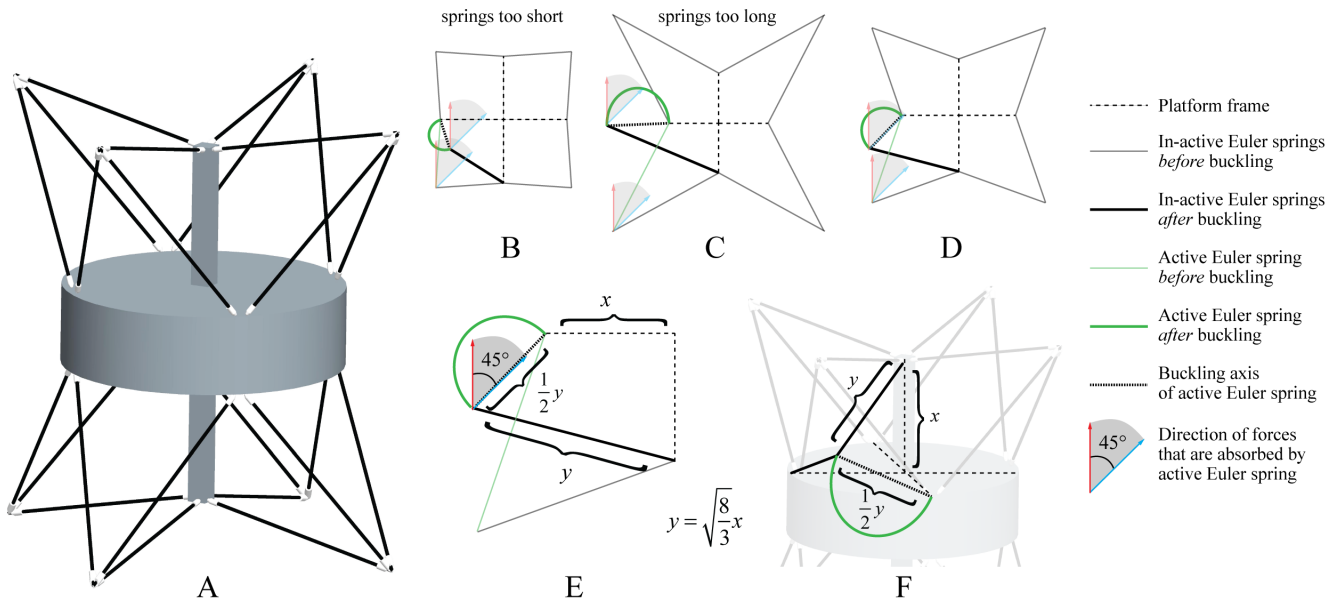 springs too short
springs too long
B
C
D
A
x
45°
1/2 y
y
y = √(8/3) x
E
y
x
1/2 y
F
Platform frame
In-active Euler springs
before buckling
In-active Euler springs
after buckling
Active Euler spring
before buckling
Active Euler spring
after buckling
Buckling axis
of active Euler spring
45°
Direction of forces
that are absorbed by
active Euler spring